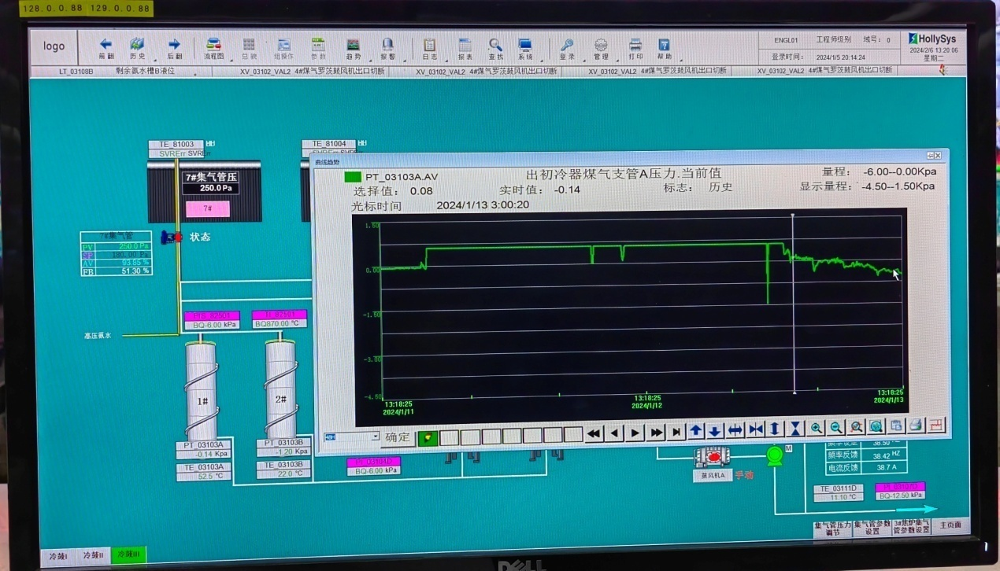 128.0.0.88 129.0.0.88
logo
前翻
历史
后翻
流程图
总貌
组操作
参数
趋势
报警
日志
报表
查找
系统
登录
管理
打印
帮助
ENGL01 工程师级别 域号: 0
登录时间: 2024/1/5 20:14:24
HollySys
2024/2/6 13:20:06
星期二
LT_03108B 剩余氨水槽B液位
XV_03102_VAL2 4#煤气罗茨鼓风机出口切断
XV_03102_VAL2 4#煤气罗茨鼓风机出口切断
XV_03102_VAL2 4#煤气罗茨鼓风机出口切断
XV_03102_VAL2 4#煤气罗茨鼓风机出口切断
TE_81003 HH
SVRErr SVRErr
TE_81004 HH
7#集气管压
250.0 Pa
7#
状态
7#集气管
PV 250.0 Pa
SP 180.00 Pa
AV 93.85 %
FB 51.30 %
曲线趋势
PT_03103A.AV 出初冷器煤气支管A压力.当前值 量程: -6.00--0.00Kpa
选择值: 0.08 实时值: -0.14 标志: 历史 显示量程: -4.50--1.50Kpa
光标时间 2024/1/13 3:00:20
1.50
0.00
-1.50
-3.00
-4.50
13:18:25
2024/1/11
13:18:25
2024/1/12
13:18:25
2024/1/13
48H
确定
BQ-6.00 kPa
BQ870.00 °C
高压氨水
1#
2#
PT_03103A
-0.14 Kpa
TE_03103A
52.5 °C
PT_03103B
-1.20 Kpa
TE_03103B
22.0 °C
BQ-6.00 kPa
鼓风机A
手动
M
38.50 HZ
频率反馈 38.42 HZ
电流反馈 38.7 A
TE_03111D
11.10 °C
BQ-12.50 kPa
集气管压力调节
集气管参数设置
3#焦炉集气管参数设置
主页面
冷鼓I
冷鼓II
冷鼓III
DELL